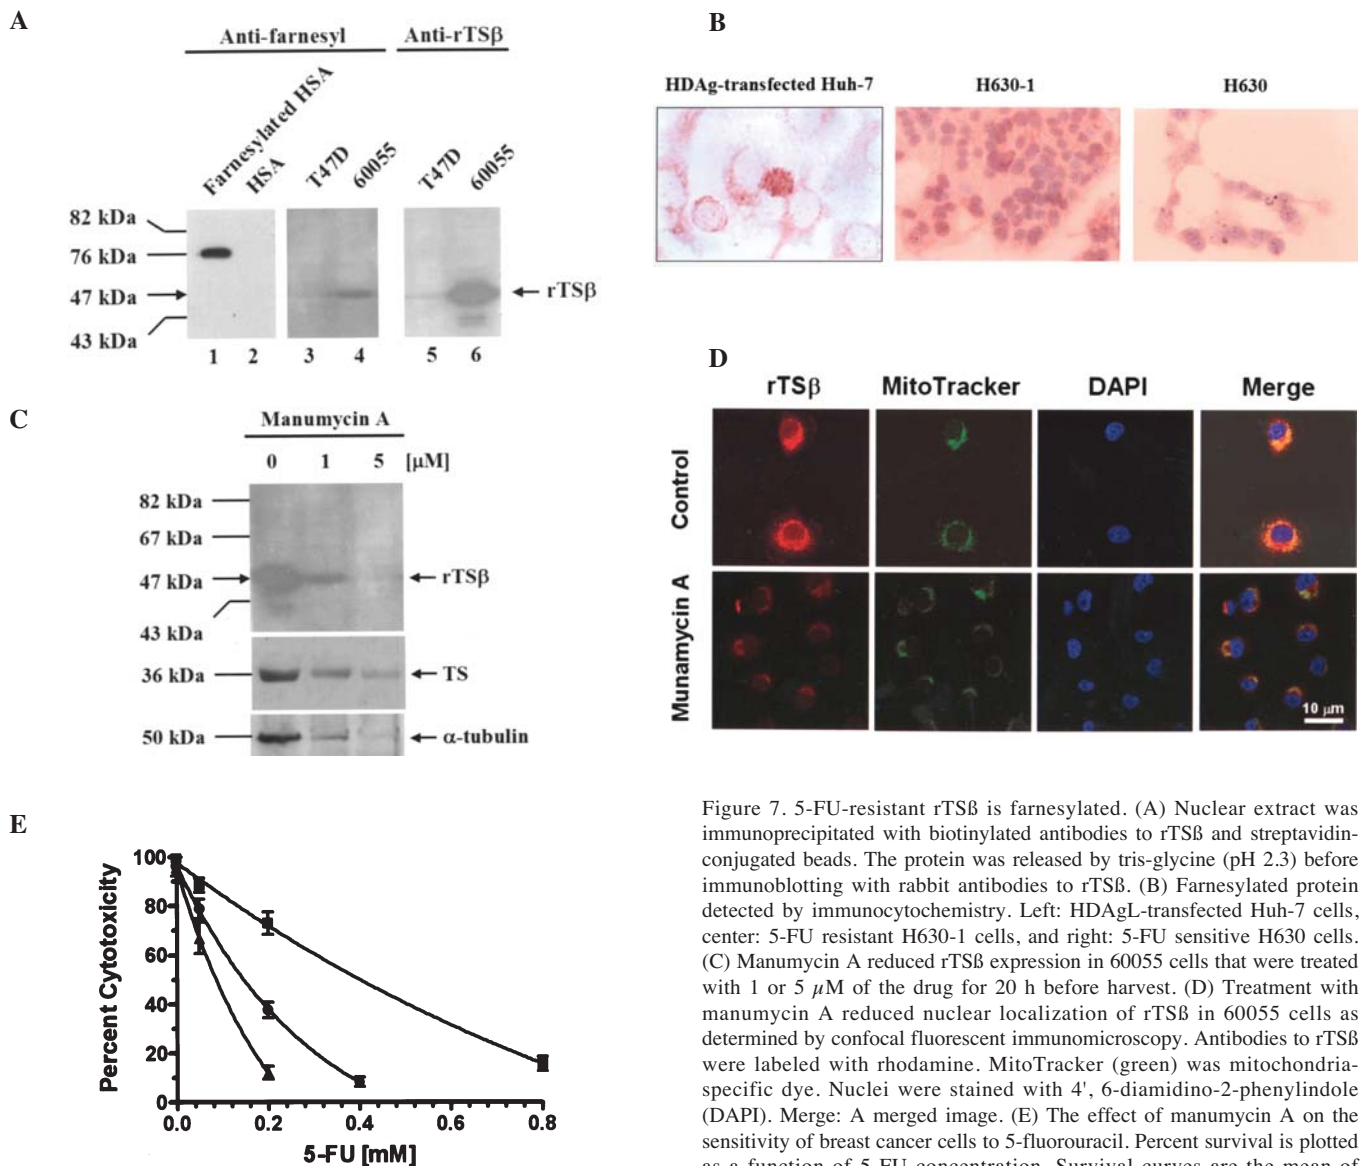 A
Anti-farnesyl
Anti-rTSβ
Farnesylated HSA
HSA
T47D
60055
T47D
60055
82 kDa
76 kDa
47 kDa
43 kDa
rTSβ
1 2 3 4 5 6
B
HDAg-transfected Huh-7
H630-1
H630
C
Manumycin A
0 1 5 [µM]
82 kDa
67 kDa
47 kDa
43 kDa
rTSβ
36 kDa
TS
50 kDa
α-tubulin
D
rTSβ MitoTracker DAPI Merge
Control
Munamycin A
10 µm
E
Percent Cytotoxicity
100
80
60
40
20
0
0.0 0.2 0.4 0.6 0.8
5-FU [mM]
Figure 7. 5-FU-resistant rTSß is farnesylated. (A) Nuclear extract was
immunoprecipitated with biotinylated antibodies to rTSß and streptavidin-
conjugated beads. The protein was released by tris-glycine (pH 2.3) before
immunoblotting with rabbit antibodies to rTSß. (B) Farnesylated protein
detected by immunocytochemistry. Left: HDAgL-transfected Huh-7 cells,
center: 5-FU resistant H630-1 cells, and right: 5-FU sensitive H630 cells.
(C) Manumycin A reduced rTSß expression in 60055 cells that were treated
with 1 or 5 µM of the drug for 20 h before harvest. (D) Treatment with
manumycin A reduced nuclear localization of rTSß in 60055 cells as
determined by confocal fluorescent immunomicroscopy. Antibodies to rTSß
were labeled with rhodamine. MitoTracker (green) was mitochondria-
specific dye. Nuclei were stained with 4', 6-diamidino-2-phenylindole
(DAPI). Merge: A merged image. (E) The effect of manumycin A on the
sensitivity of breast cancer cells to 5-fluorouracil. Percent survival is plotted
as a function of 5-FU concentration. Survival curves are the mean of